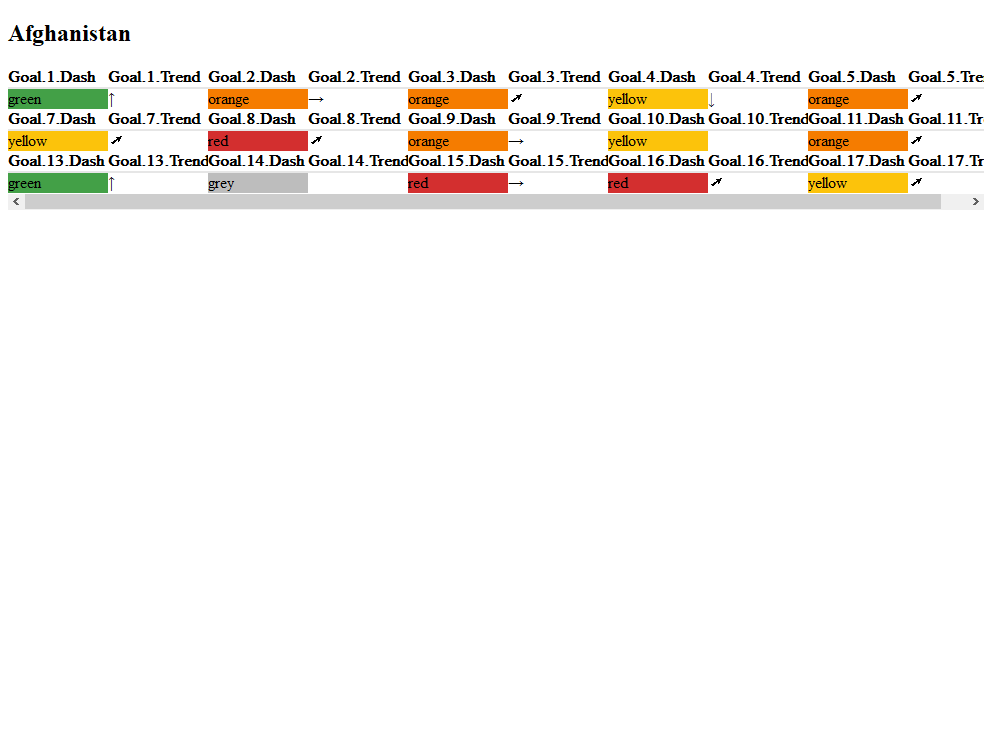 Afghanistan
Goal.1.Dash Goal.1.Trend Goal.2.Dash Goal.2.Trend Goal.3.Dash Goal.3.Trend Goal.4.Dash Goal.4.Trend Goal.5.Dash Goal.5.Tre
green ↑ orange → orange ➚ yellow ↓ orange ➚
Goal.7.Dash Goal.7.Trend Goal.8.Dash Goal.8.Trend Goal.9.Dash Goal.9.Trend Goal.10.Dash Goal.10.Trend Goal.11.Dash Goal.11.Tr
yellow ➚ red ➚ orange → yellow orange ➚
Goal.13.Dash Goal.13.Trend Goal.14.Dash Goal.14.Trend Goal.15.Dash Goal.15.Trend Goal.16.Dash Goal.16.Trend Goal.17.Dash Goal.17.Tr
green ↑ grey red → red ➚ yellow ➚